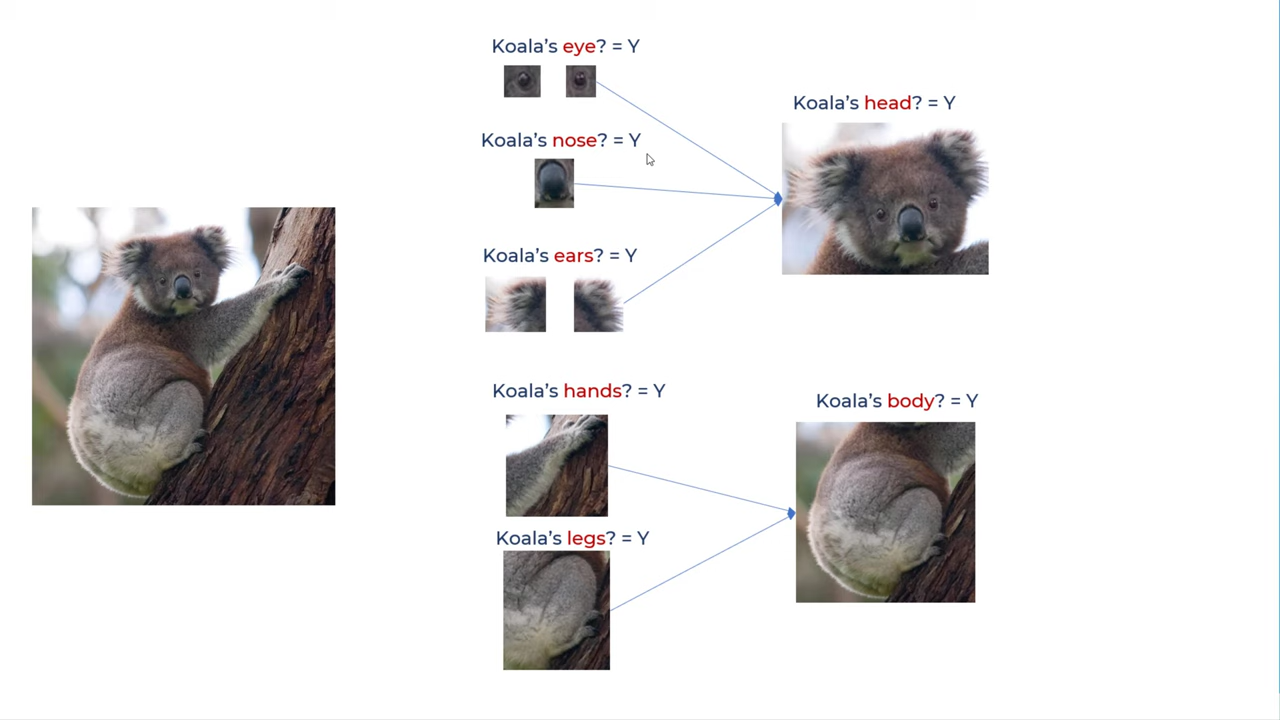 Koala's eye? = Y
Koala's nose? = Y
Koala's ears? = Y
Koala's head? = Y
Koala's hands? = Y
Koala's legs? = Y
Koala's body? = Y